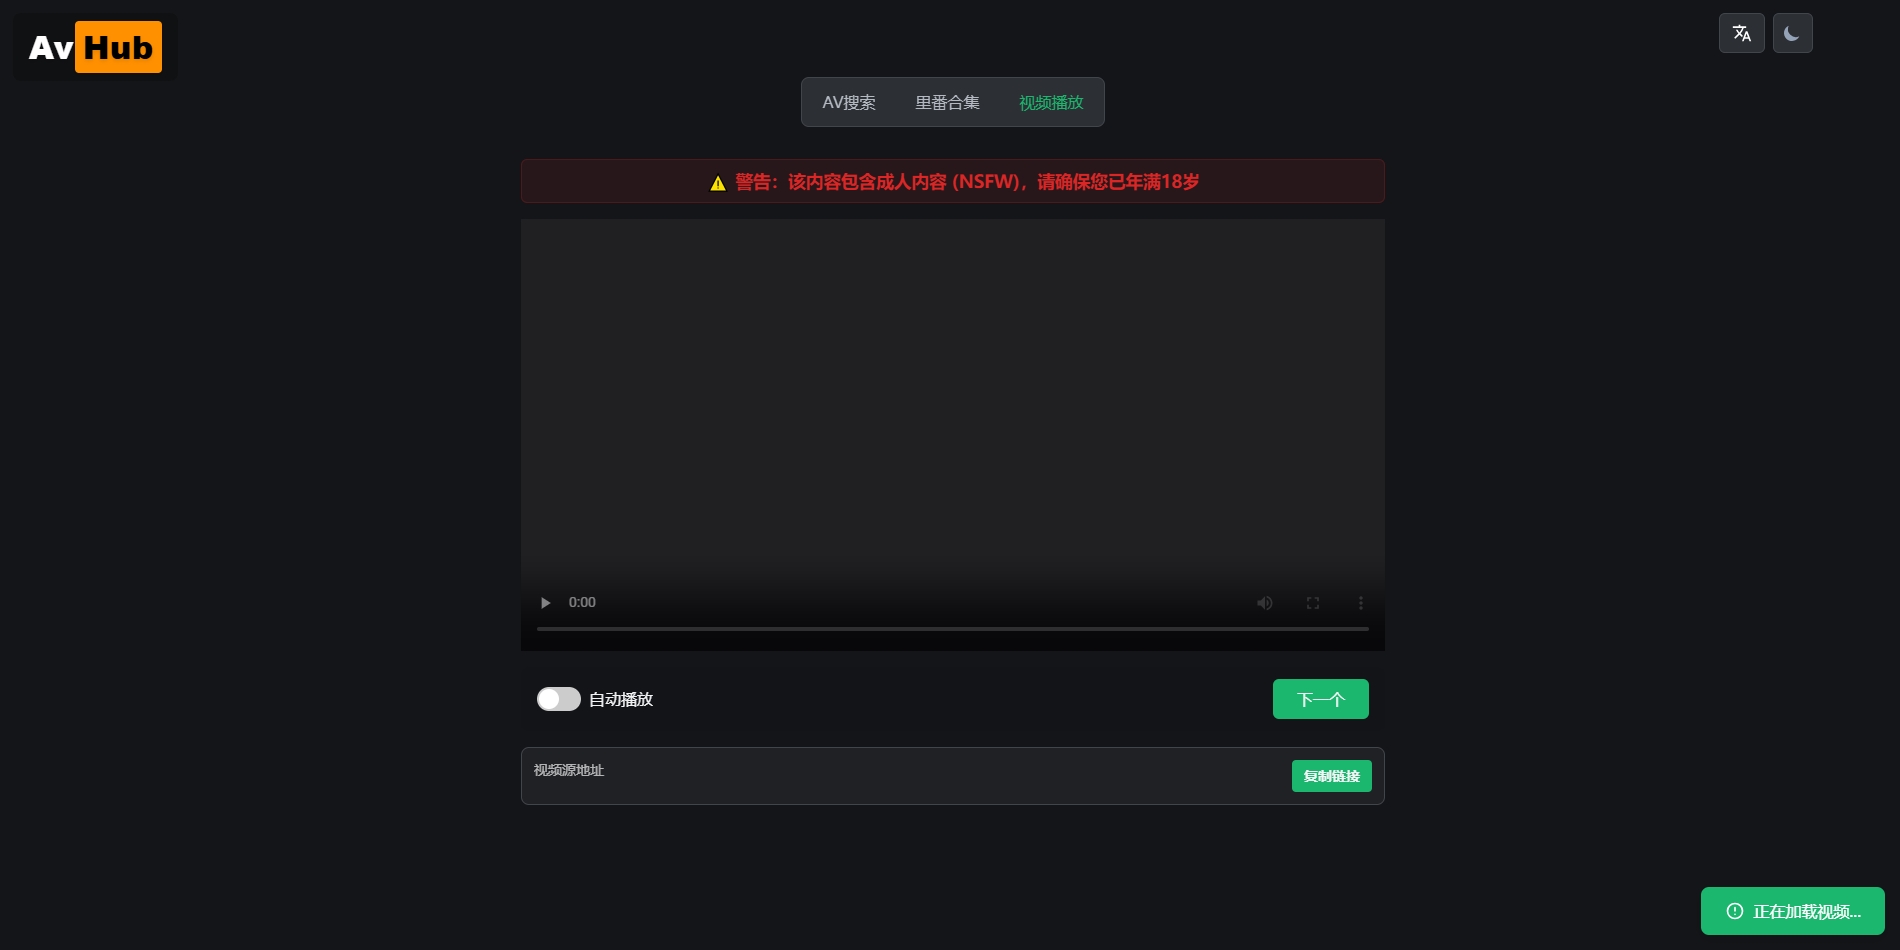 Av Hub
AV搜索 里番合集 视频播放
⚠️ 警告：该内容包含成人内容 (NSFW)，请确保您已年满18岁
0:00
自动播放 下一个
视频源地址 复制链接
正在加载视频...